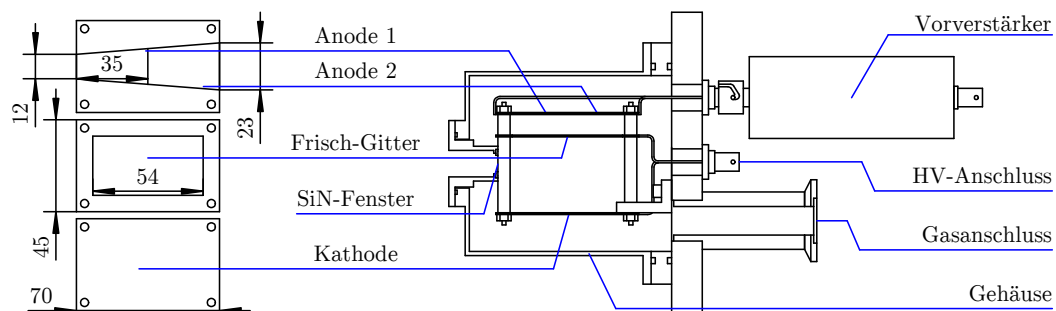 Anode 1
Vorverstärker
35
Anode 2
12
23
Frisch-Gitter
54
HV-Anschluss
SiN-Fenster
45
Gasanschluss
Kathode
70
Gehäuse